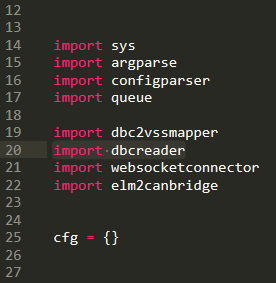 12
13
14 import sys
15 import argparse
16 import configparser
17 import queue
18
19 import dbc2vssmapper
20 import dbcreader
21 import websocketconnector
22 import elm2canbridge
23
24
25 cfg = {}
26
27